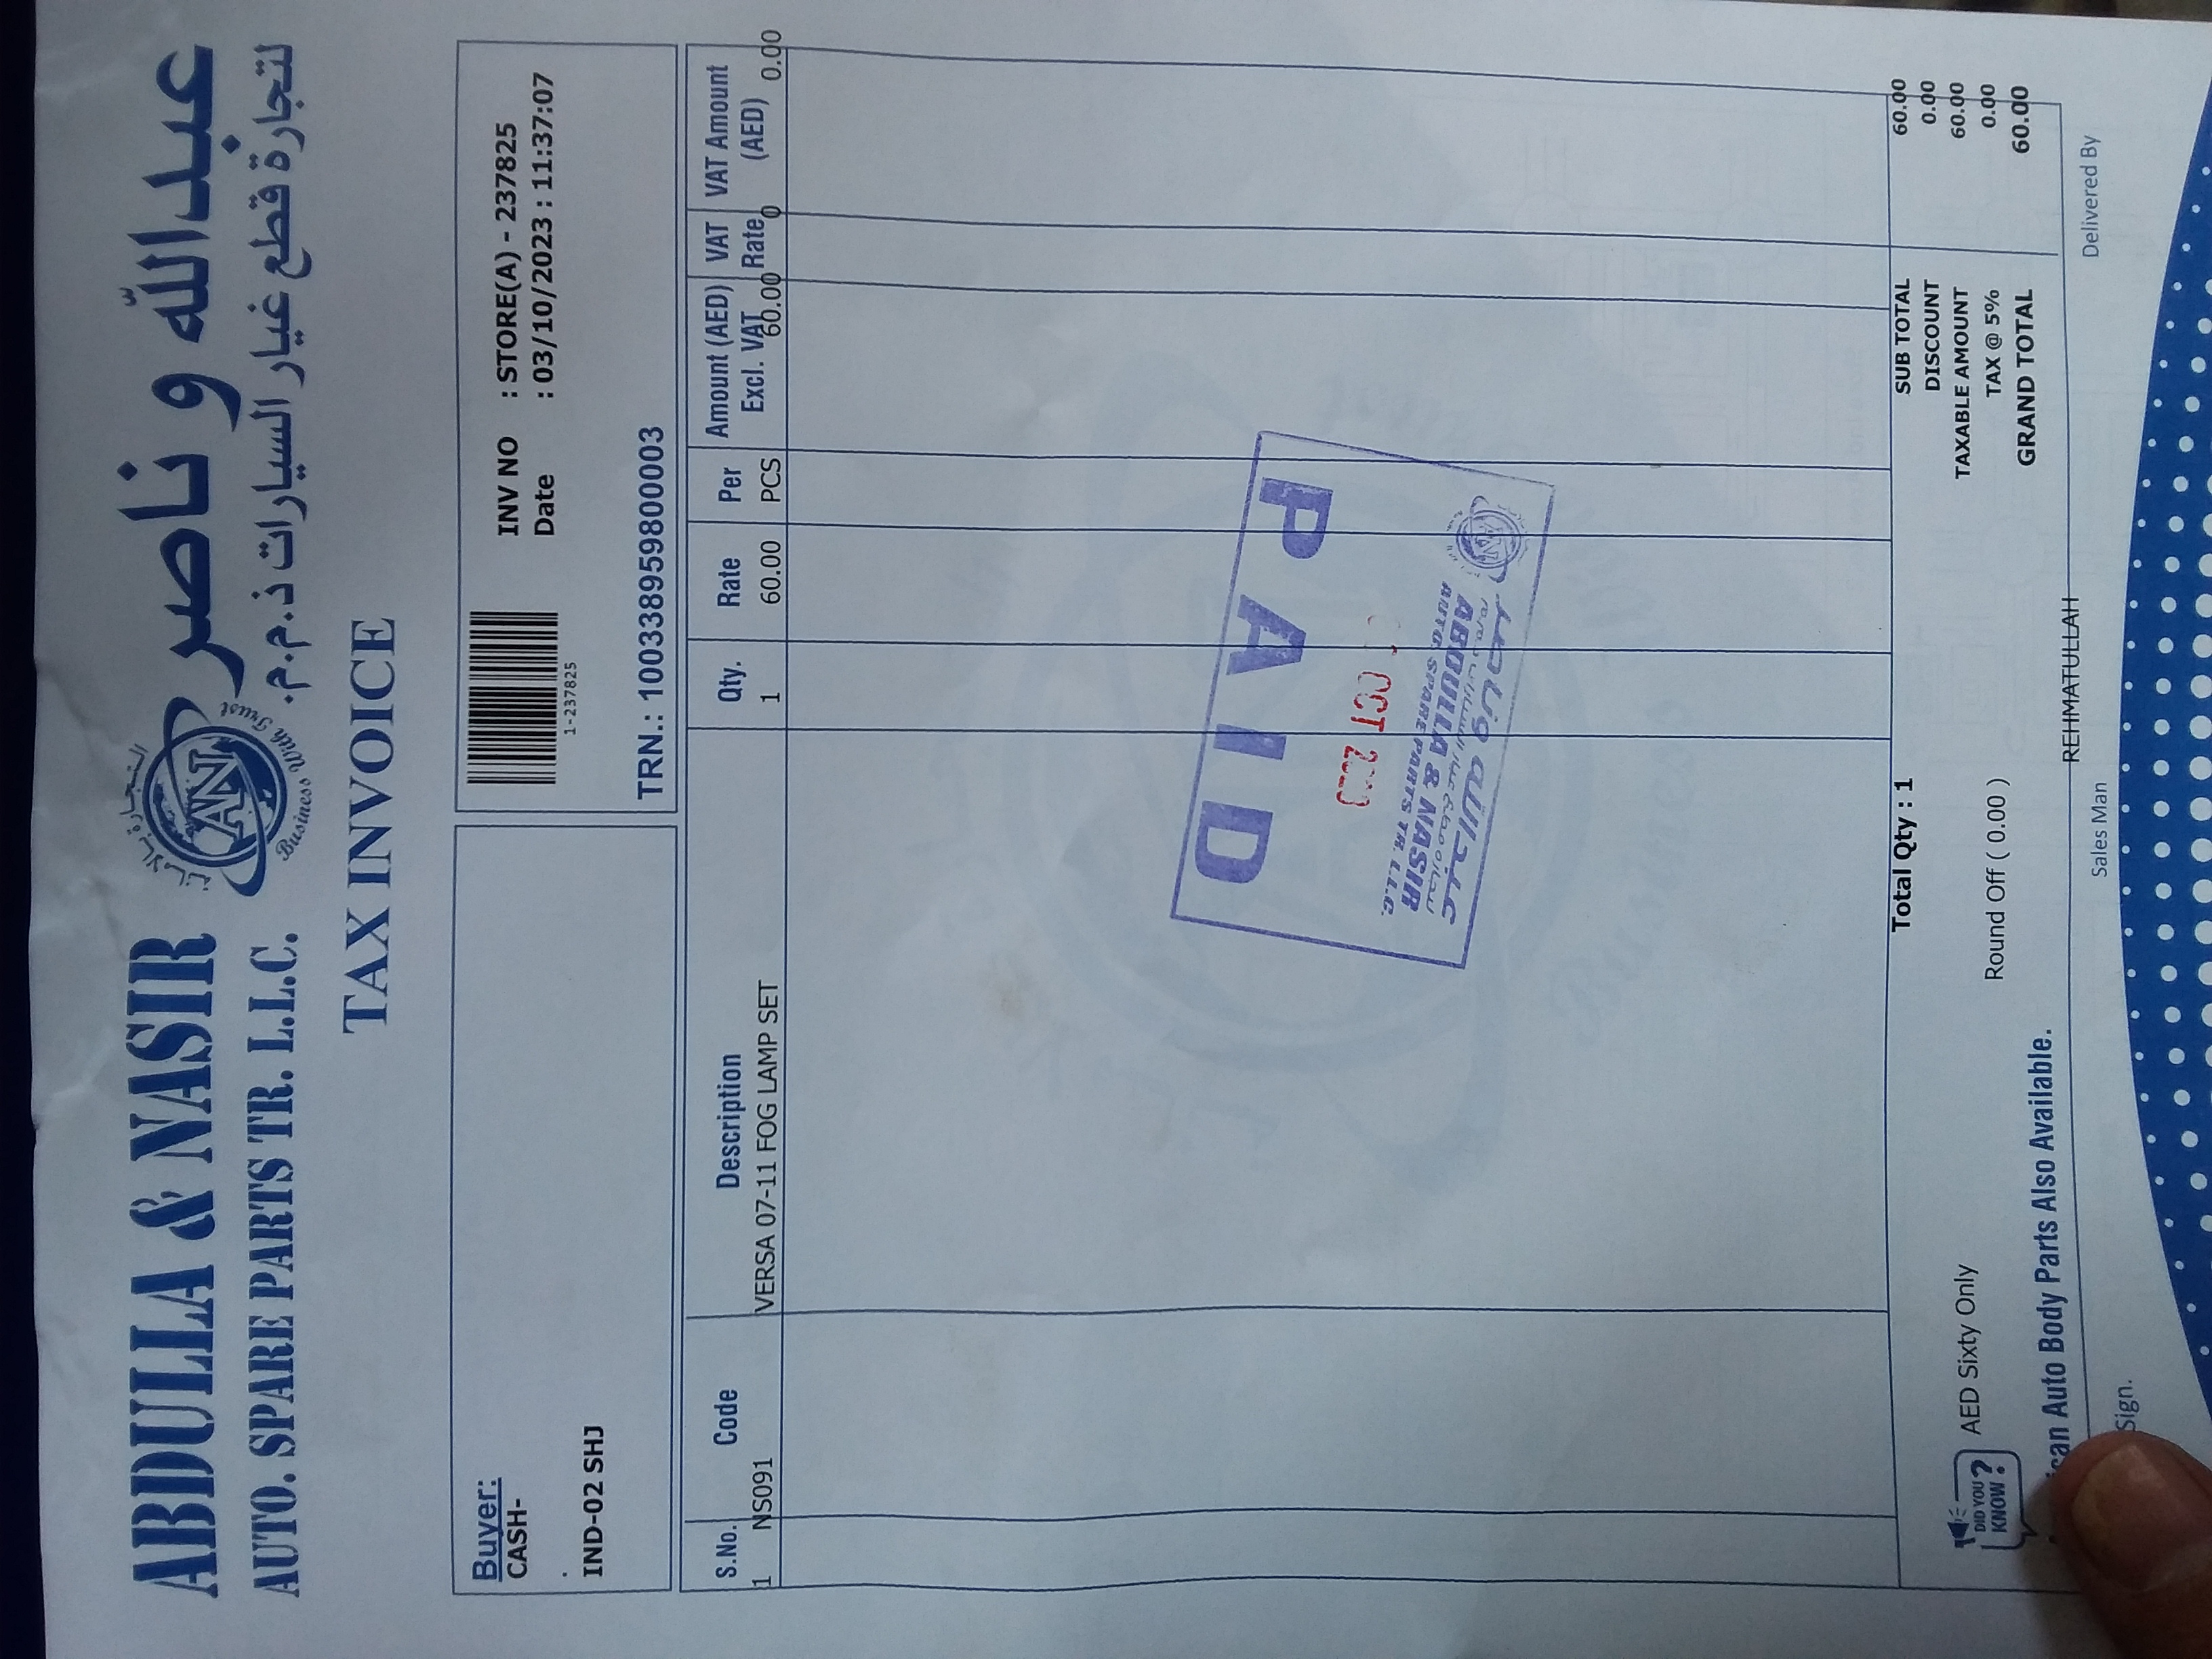 ABDULLA & NASIR
عبدالله و ناصر
AUTO. SPARE PARTS TR. L.L.C.
لتجارة قطع غيار السيارات ذ.م.م.
AN
Business With Trust
TAX INVOICE
Buyer:
CASH-
.
IND-02 SHJ
1-237825
INV NO : STORE(A) - 237825
Date : 03/10/2023 : 11:37:07
TRN.: 100338959800003
S.No. Code Description Qty. Rate Per Amount (AED) Excl. VAT VAT Rate VAT Amount (AED)
1 NS091 VERSA 07-11 FOG LAMP SET 1 60.00 PCS 60.00 0 0.00
PAID
OCT
ABDULLA & NASIR
AUTO. SPARE PARTS TR. L.L.C.
Total Qty : 1
SUB TOTAL 60.00
DISCOUNT 0.00
AED Sixty Only
TAXABLE AMOUNT 60.00
Round Off ( 0.00 )
TAX @ 5% 0.00
GRAND TOTAL 60.00
DID YOU KNOW?
Auto Body Parts Also Available.
REHMATULLAH
Sign.
Sales Man
Delivered By